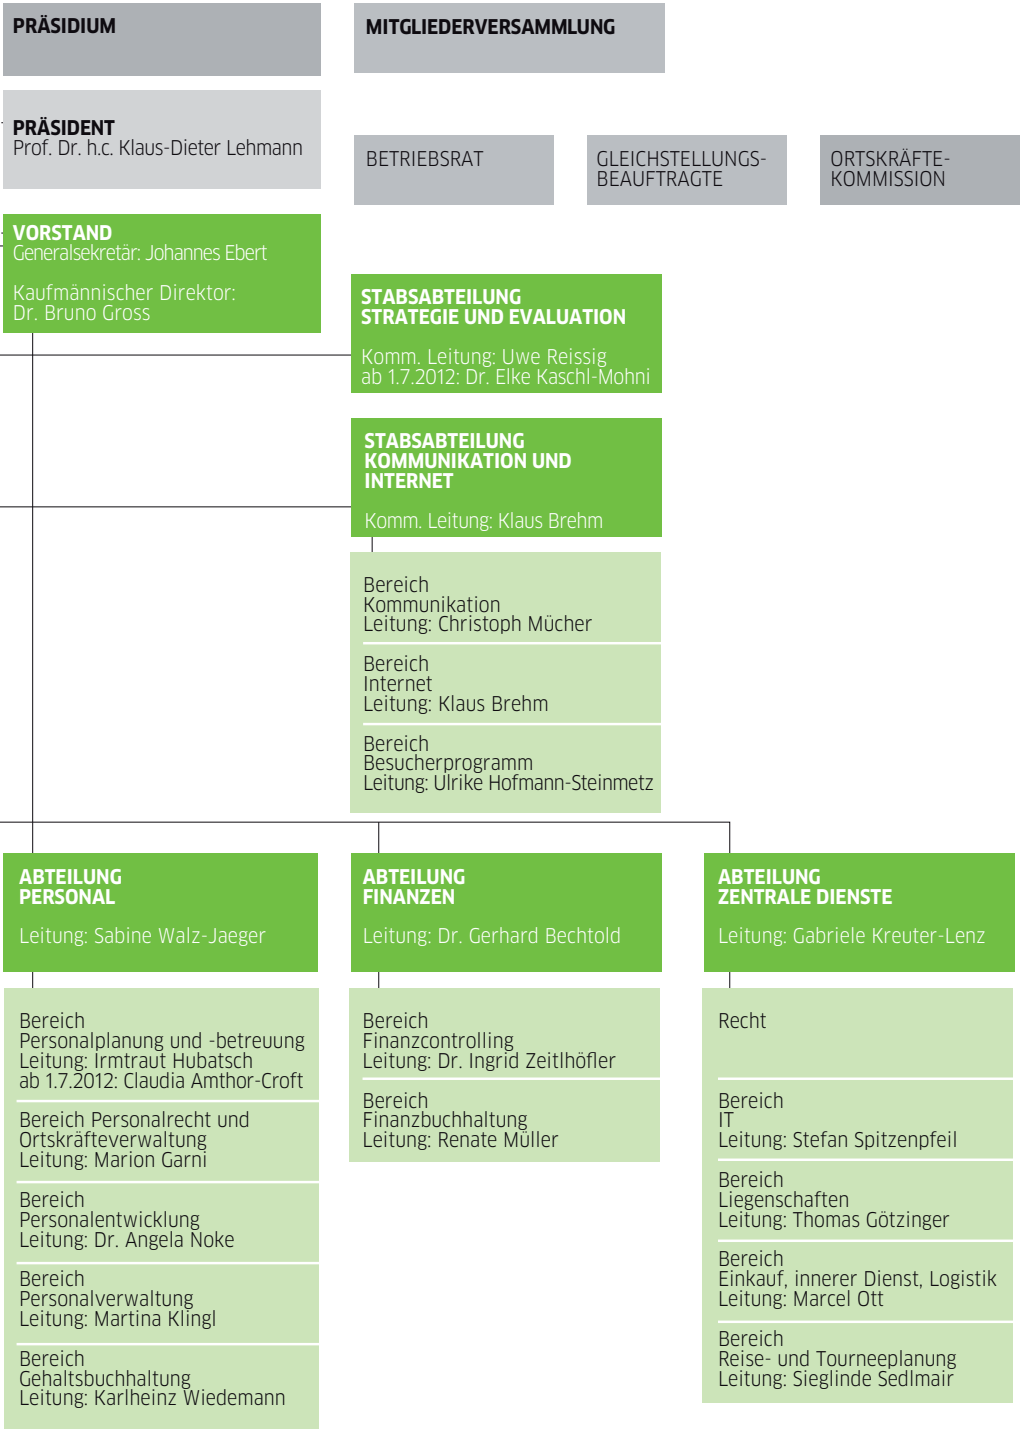 PRÄSIDIUM
MITGLIEDERVERSAMMLUNG
PRÄSIDENT
Prof. Dr. h.c. Klaus-Dieter Lehmann
BETRIEBSRAT
GLEICHSTELLUNGS-
BEAUFTRAGTE
ORTSKRÄFTE-
KOMMISSION
VORSTAND
Generalsekretär: Johannes Ebert
Kaufmännischer Direktor:
Dr. Bruno Gross
STABSABTEILUNG
STRATEGIE UND EVALUATION
Komm. Leitung: Uwe Reissig
ab 1.7.2012: Dr. Elke Kaschl-Mohni
STABSABTEILUNG
KOMMUNIKATION UND
INTERNET
Komm. Leitung: Klaus Brehm
Bereich
Kommunikation
Leitung: Christoph Mücher
Bereich
Internet
Leitung: Klaus Brehm
Bereich
Besucherprogramm
Leitung: Ulrike Hofmann-Steinmetz
ABTEILUNG
PERSONAL
Leitung: Sabine Walz-Jaeger
Bereich
Personalplanung und -betreuung
Leitung: Irmtraut Hubatsch
ab 1.7.2012: Claudia Amthor-Croft
Bereich Personalrecht und
Ortskräfteverwaltung
Leitung: Marion Garni
Bereich
Personalentwicklung
Leitung: Dr. Angela Noke
Bereich
Personalverwaltung
Leitung: Martina Klingl
Bereich
Gehaltsbuchhaltung
Leitung: Karlheinz Wiedemann
ABTEILUNG
FINANZEN
Leitung: Dr. Gerhard Bechtold
Bereich
Finanzcontrolling
Leitung: Dr. Ingrid Zeitlhöfler
Bereich
Finanzbuchhaltung
Leitung: Renate Müller
ABTEILUNG
ZENTRALE DIENSTE
Leitung: Gabriele Kreuter-Lenz
Recht
Bereich
IT
Leitung: Stefan Spitzenpfeil
Bereich
Liegenschaften
Leitung: Thomas Götzinger
Bereich
Einkauf, innerer Dienst, Logistik
Leitung: Marcel Ott
Bereich
Reise- und Tourneeplanung
Leitung: Sieglinde Sedlmair